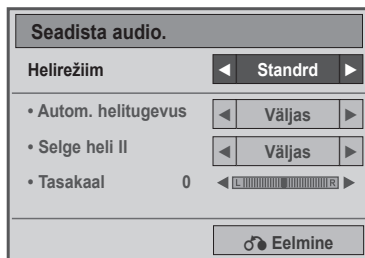 Seadista audio.
Helirežiim ◀ Standrd ▶
• Autom. helitugevus ◀ Väljas ▶
• Selge heli II ◀ Väljas ▶
• Tasakaal 0 ◀ L R ▶
Eelmine